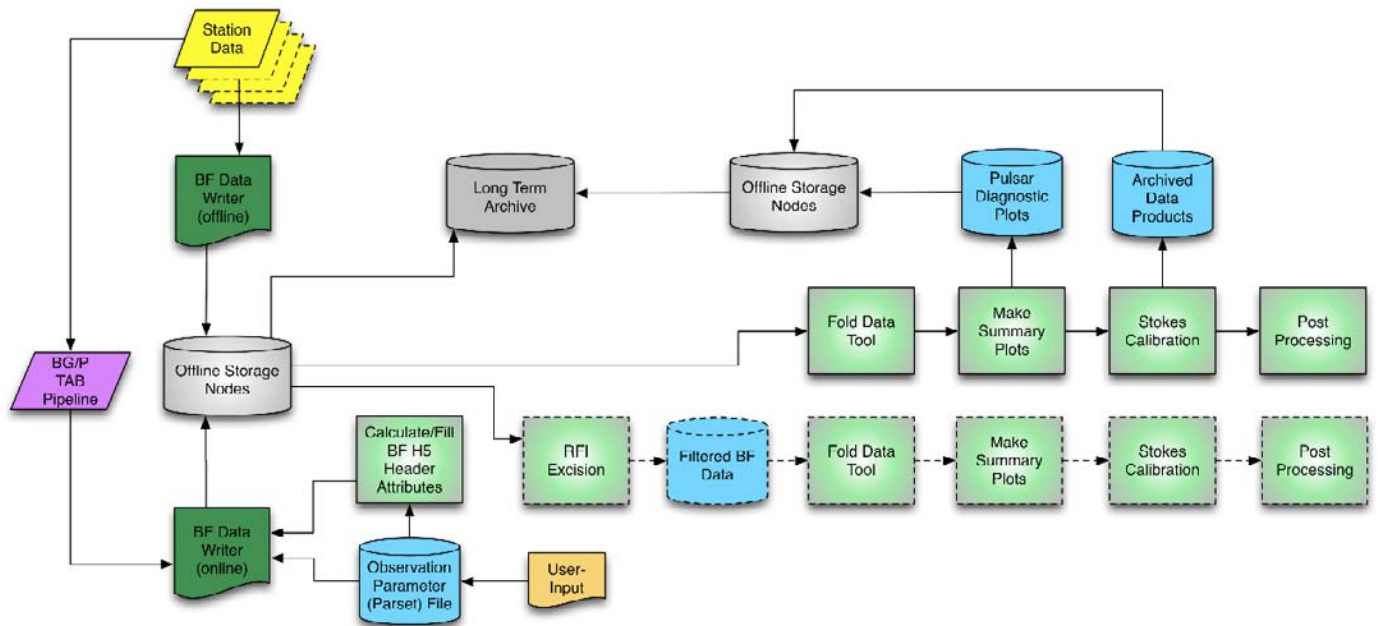 Station
Data
BF Data
Writer
(offline)
Long Term
Archive
Offline Storage
Nodes
Pulsar
Diagnostic
Plots
Archived
Data
Products
BG/P
TAB
Pipeline
Offline Storage
Nodes
Fold Data
Tool
Make
Summary
Plots
Stokes
Calibration
Post
Processing
Calculate/Fill
BF H5
Header
Attributes
RFI
Excision
Filtered BF
Data
Fold Data
Tool
Make
Summary
Plots
Stokes
Calibration
Post
Processing
BF Data
Writer
(online)
Observation
Parameter
(Parset) File
User-
Input